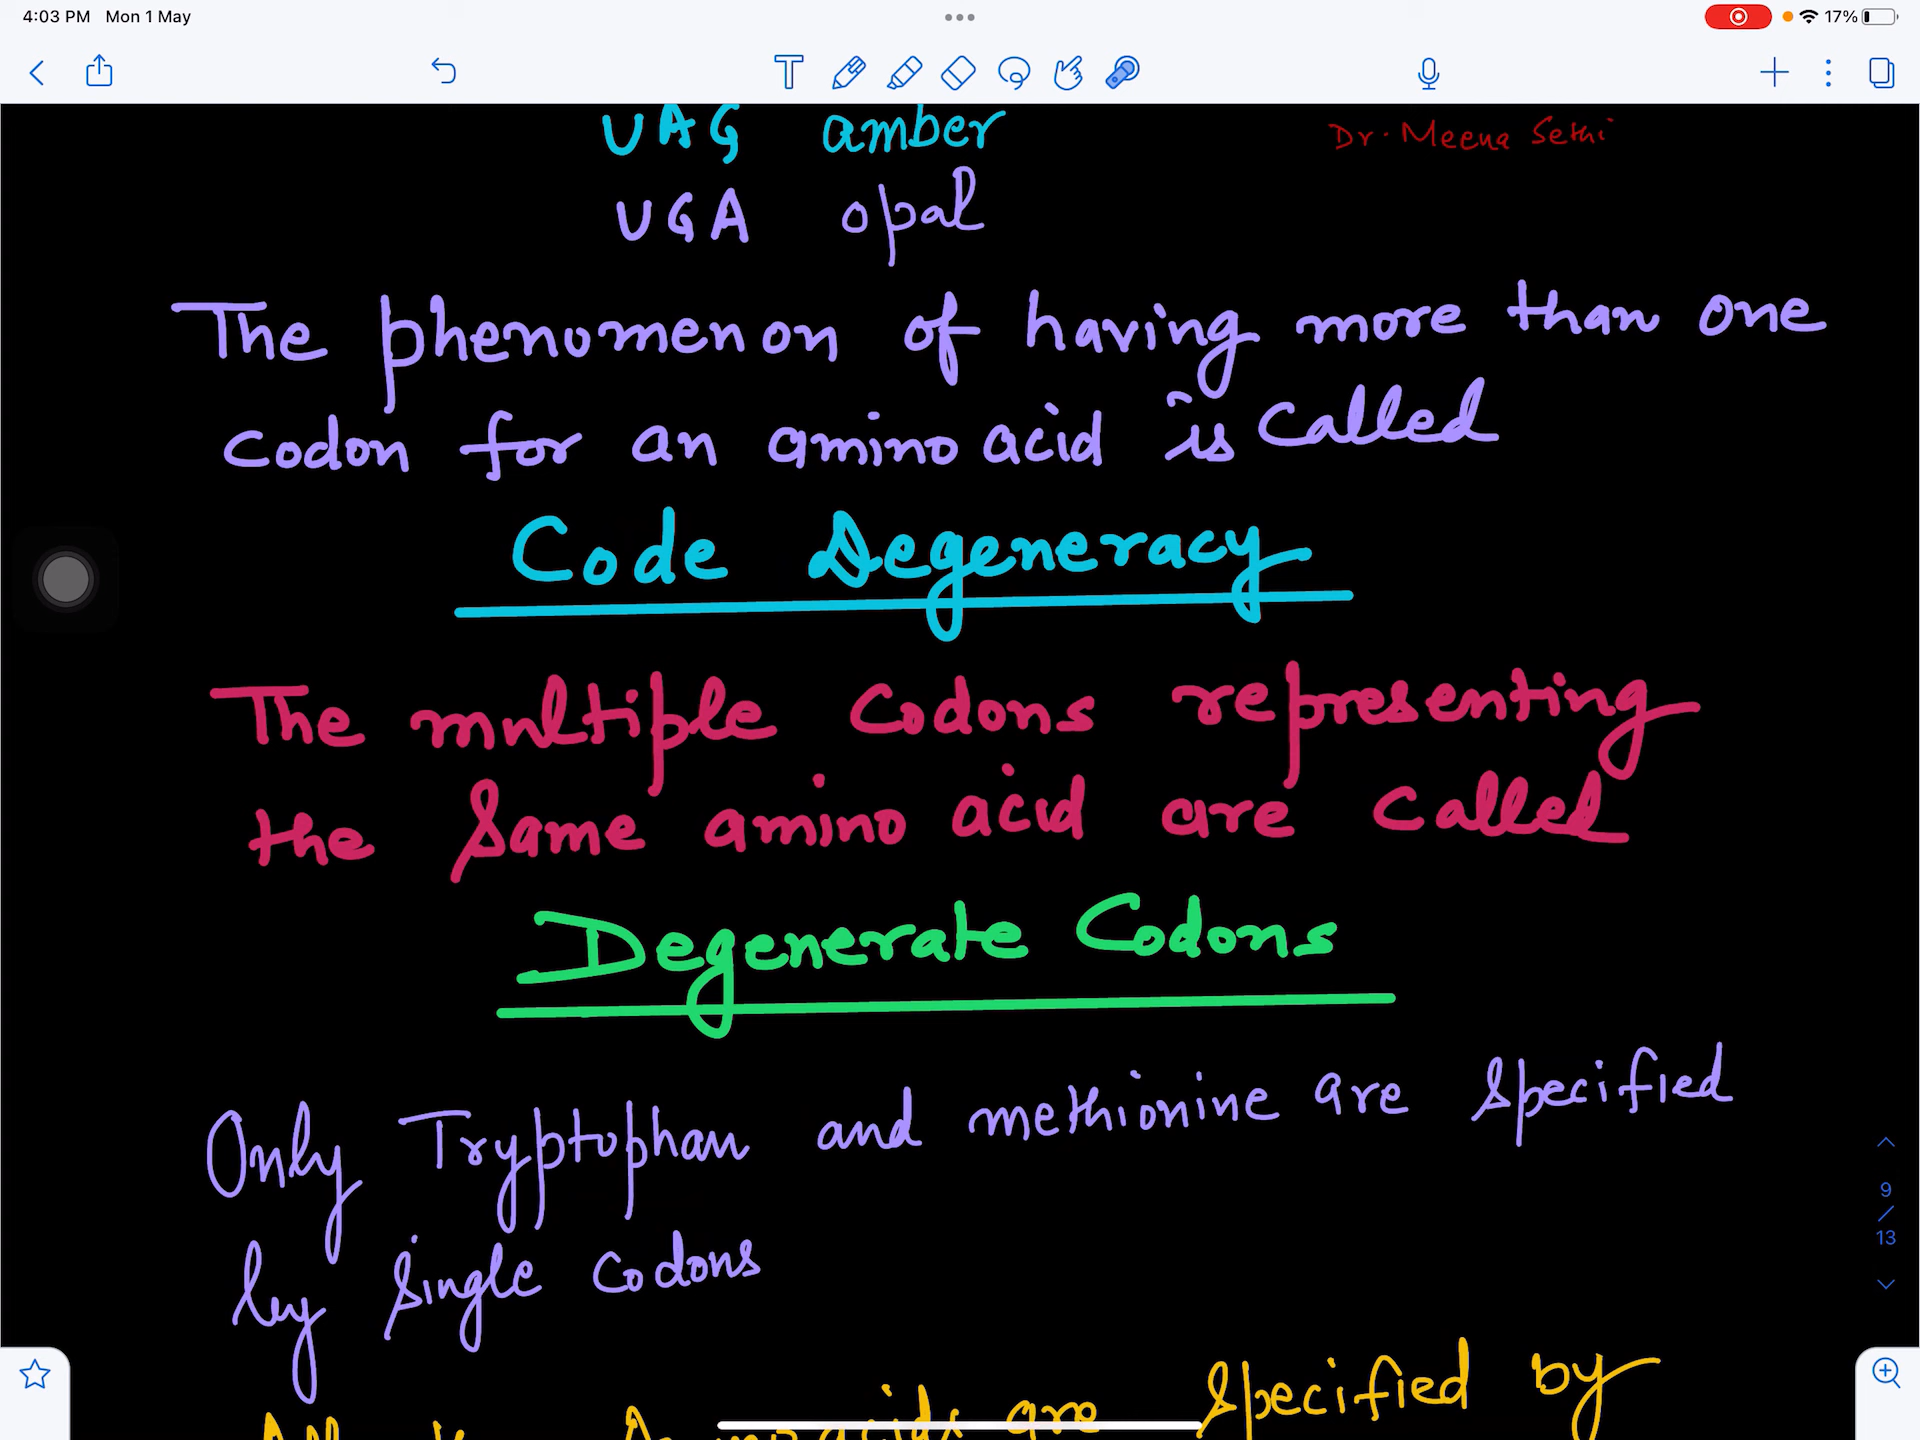 4:03 PM Mon 1 May
17%
UAG amber
Dr. Meena Sethi
UGA opal
The phenomenon of having more than one
codon for an amino acid is called
Code Degeneracy
The multiple codons representing
the same amino acid are called
Degenerate Codons
Only Tryptophan and methionine are specified
by single codons
9
/
13
are specified by